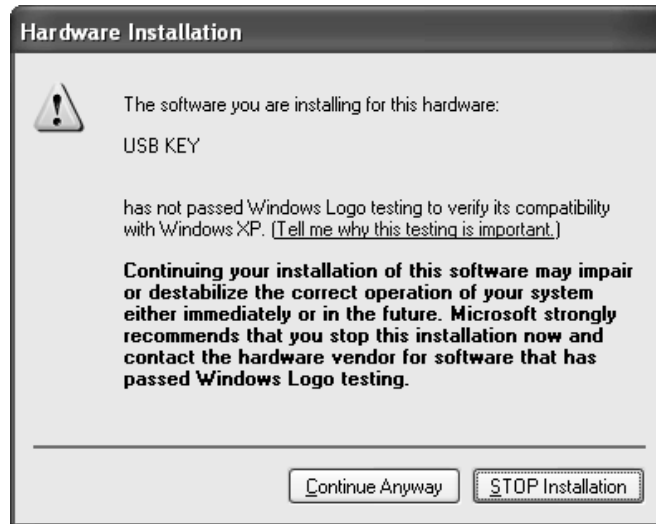 Hardware Installation
The software you are installing for this hardware:
USB KEY
has not passed Windows Logo testing to verify its compatibility
with Windows XP. (Tell me why this testing is important.)
Continuing your installation of this software may impair
or destabilize the correct operation of your system
either immediately or in the future. Microsoft strongly
recommends that you stop this installation now and
contact the hardware vendor for software that has
passed Windows Logo testing.
Continue Anyway
STOP Installation